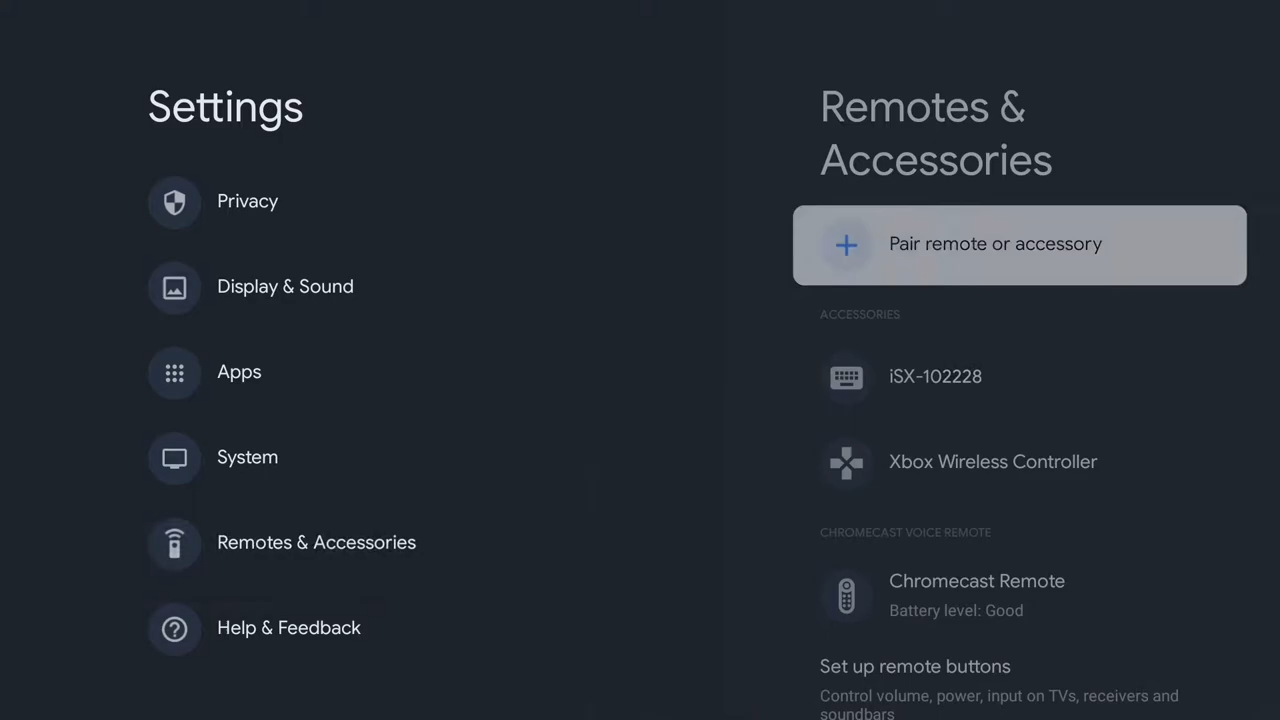 Settings
Privacy
Display & Sound
Apps
System
Remotes & Accessories
Help & Feedback
Remotes &
Accessories
Pair remote or accessory
ACCESSORIES
iSX-102228
Xbox Wireless Controller
CHROMECAST VOICE REMOTE
Chromecast Remote
Battery level: Good
Set up remote buttons
Control volume, power, input on TVs, receivers and
soundbars